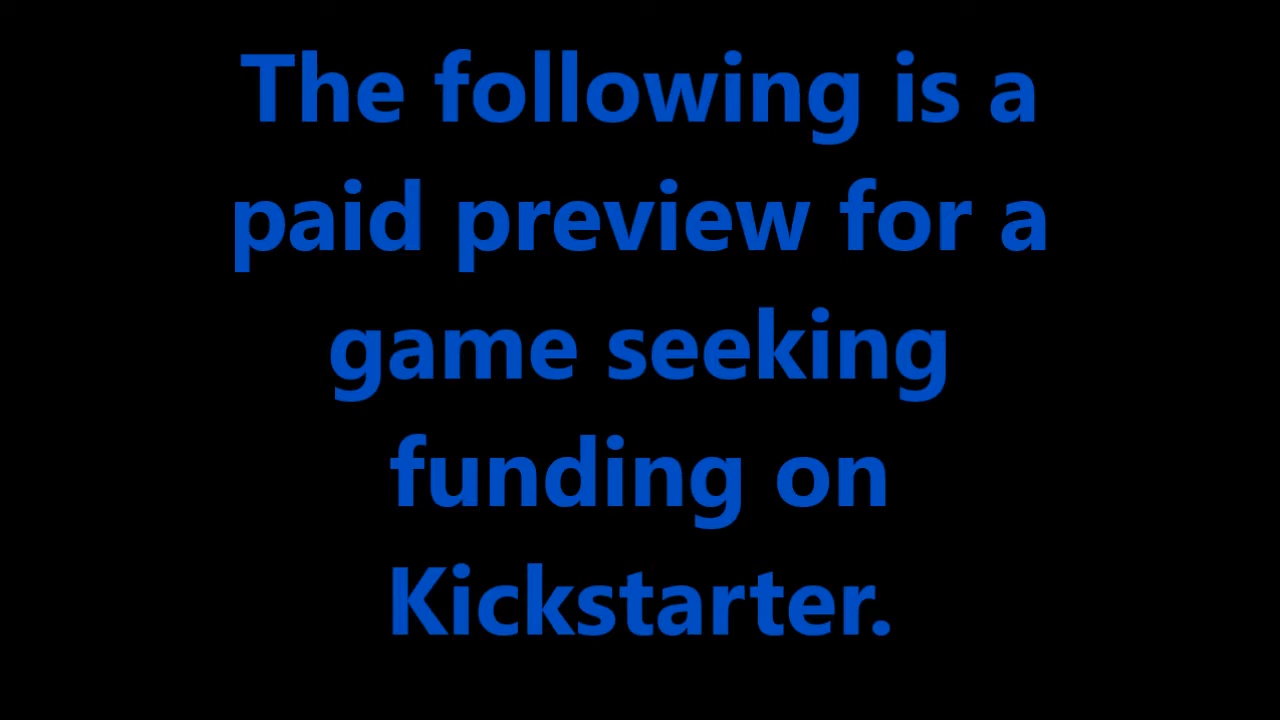 The following is a
paid preview for a
game seeking
funding on
Kickstarter.